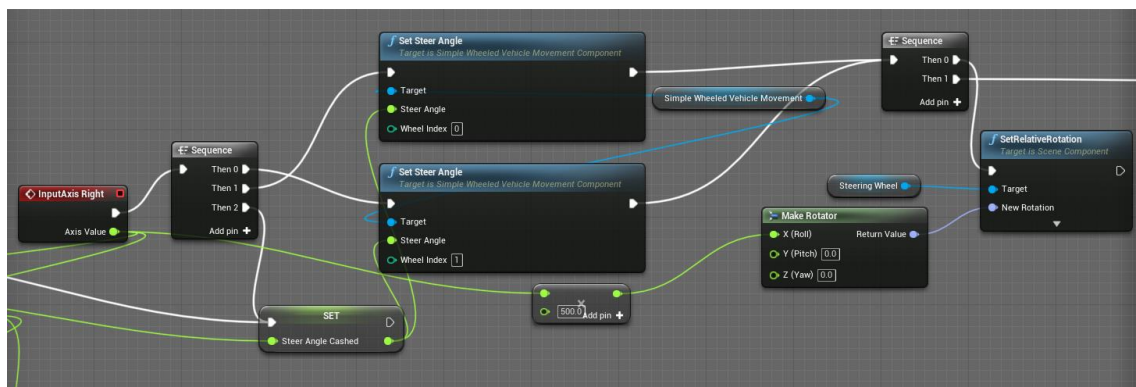 Set Steer Angle
Target is Simple Wheeled Vehicle Movement Component
Target
Steer Angle
Wheel Index 0
Simple Wheeled Vehicle Movement
Sequence
Then 0
Then 1
Add pin +
Sequence
Then 0
Then 1
Then 2
Add pin +
InputAxis Right
Axis Value
Set Steer Angle
Target is Simple Wheeled Vehicle Movement Component
Target
Steer Angle
Wheel Index 1
SetRelativeRotation
Target is Scene Component
Target
New Rotation
Steering Wheel
Make Rotator
X (Roll) Return Value
Y (Pitch) 0.0
Z (Yaw) 0.0
500.0 Add pin +
SET
Steer Angle Cashed